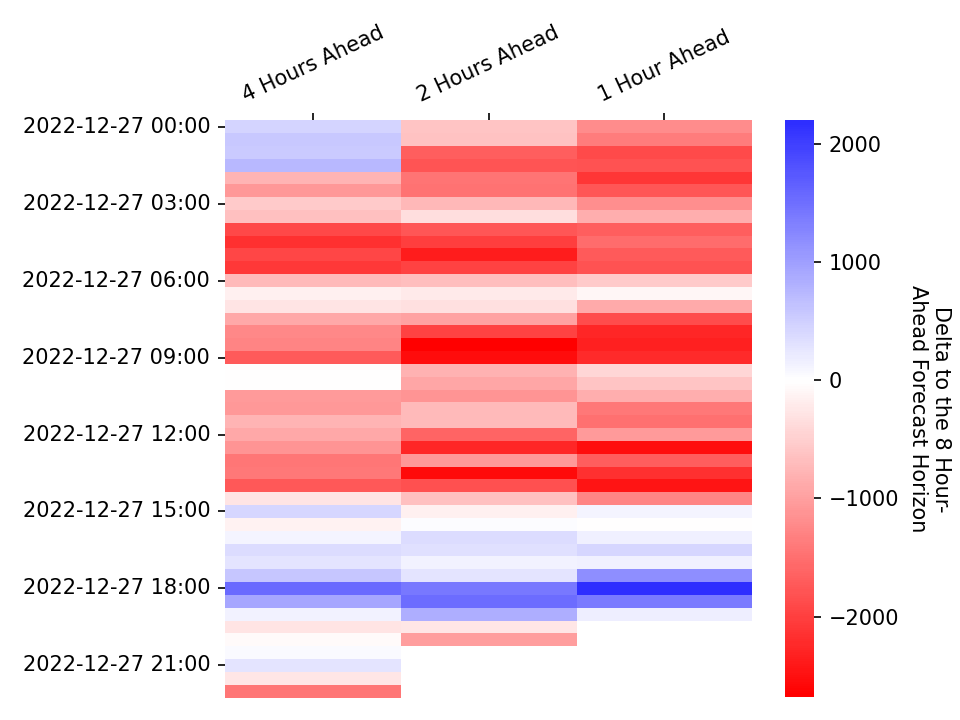 4 Hours Ahead
2 Hours Ahead
1 Hour Ahead
2022-12-27 00:00
2022-12-27 03:00
2022-12-27 06:00
2022-12-27 09:00
2022-12-27 12:00
2022-12-27 15:00
2022-12-27 18:00
2022-12-27 21:00
2000
1000
0
−1000
−2000
Delta to the 8 Hour-
Ahead Forecast Horizon